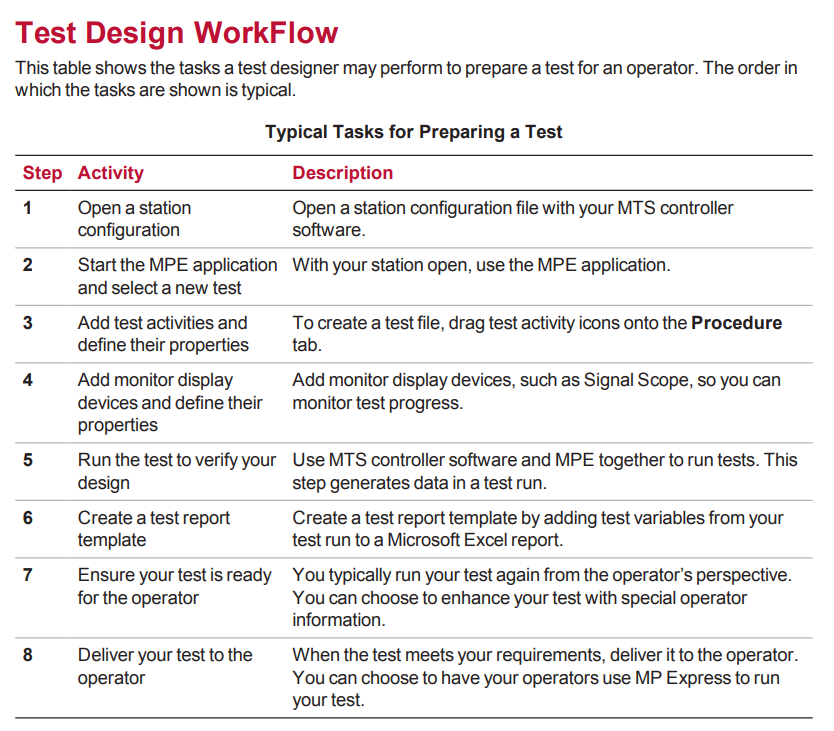 Test Design WorkFlow
This table shows the tasks a test designer may perform to prepare a test for an operator. The order in
which the tasks are shown is typical.
Typical Tasks for Preparing a Test
Step Activity Description
1 Open a station Open a station configuration file with your MTS controller
configuration software.
2 Start the MPE application With your station open, use the MPE application.
and select a new test
3 Add test activities and To create a test file, drag test activity icons onto the Procedure
define their properties tab.
4 Add monitor display Add monitor display devices, such as Signal Scope, so you can
devices and define their monitor test progress.
properties
5 Run the test to verify your Use MTS controller software and MPE together to run tests. This
design step generates data in a test run.
6 Create a test report Create a test report template by adding test variables from your
template test run to a Microsoft Excel report.
7 Ensure your test is ready You typically run your test again from the operator’s perspective.
for the operator You can choose to enhance your test with special operator
information.
8 Deliver your test to the When the test meets your requirements, deliver it to the operator.
operator You can choose to have your operators use MP Express to run
your test.